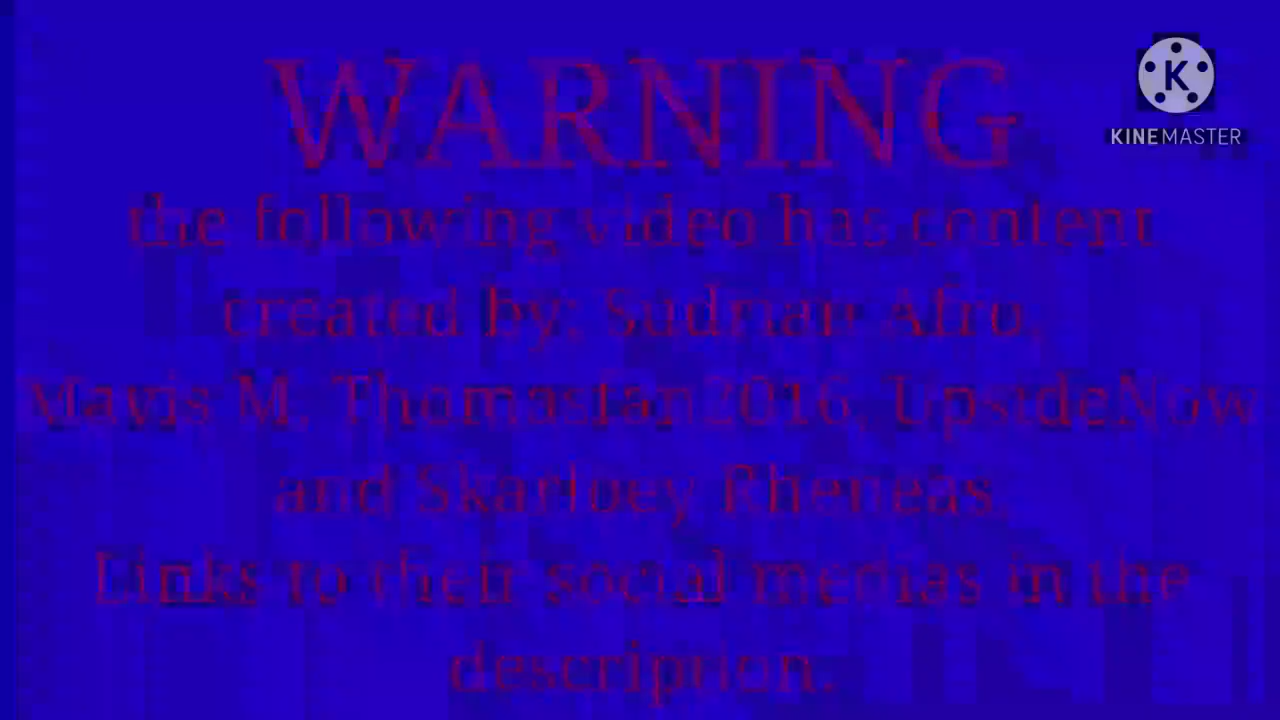 WARNING
KINEMASTER
the following video has content
created by: Sudrian Afro,
Mavis M, Thomasfan2016, UpsideNow
and Skarloey Rheneas.
Links to their social medias in the
description.